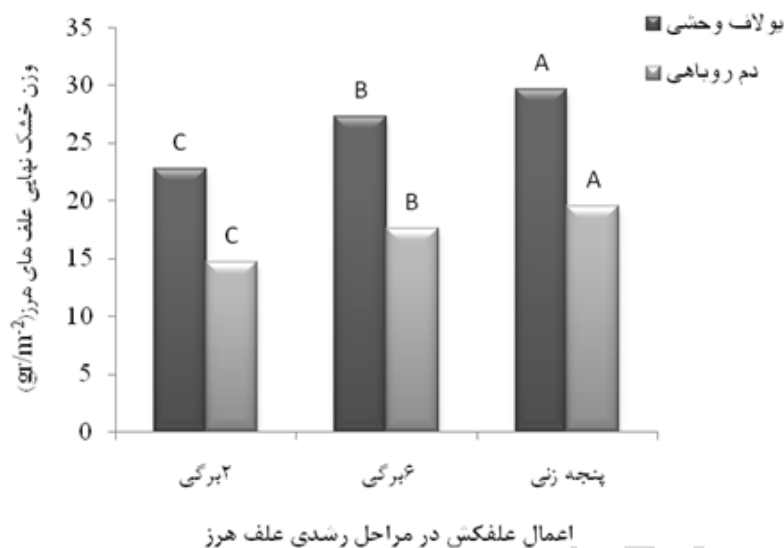 یولاف وحشی
دم روباهی
وزن خشک نهایی علف های هرز(gr/m-2)
35
30
25
20
15
10
5
0
C
C
B
B
A
A
۲برگی
۶برگی
پنجه زنی
اعمال علفکش در مراحل رشدی علف هرز